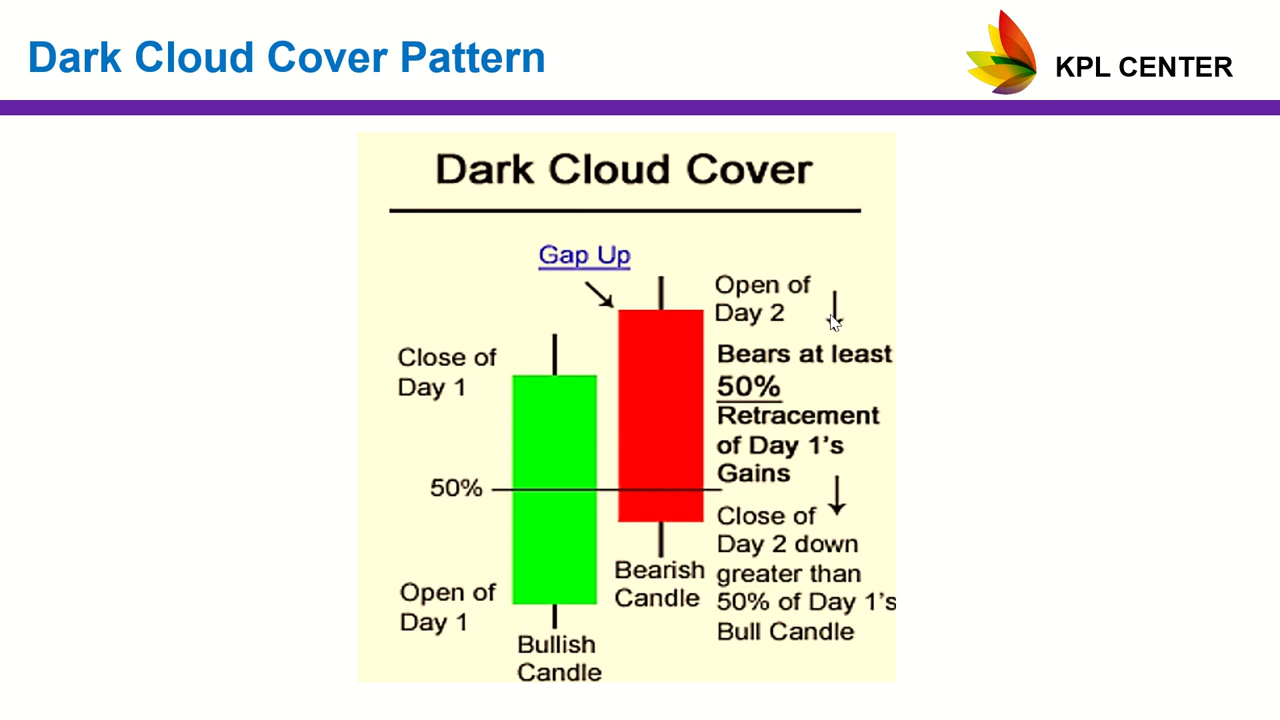 Dark Cloud Cover Pattern
KPL CENTER
Dark Cloud Cover
Gap Up
Open of
Day 2
Close of
Day 1
Bears at least
50%
Retracement
of Day 1's
Gains
50%
Close of
Day 2 down
greater than
50% of Day 1's
Bull Candle
Bearish
Candle
Open of
Day 1
Bullish
Candle